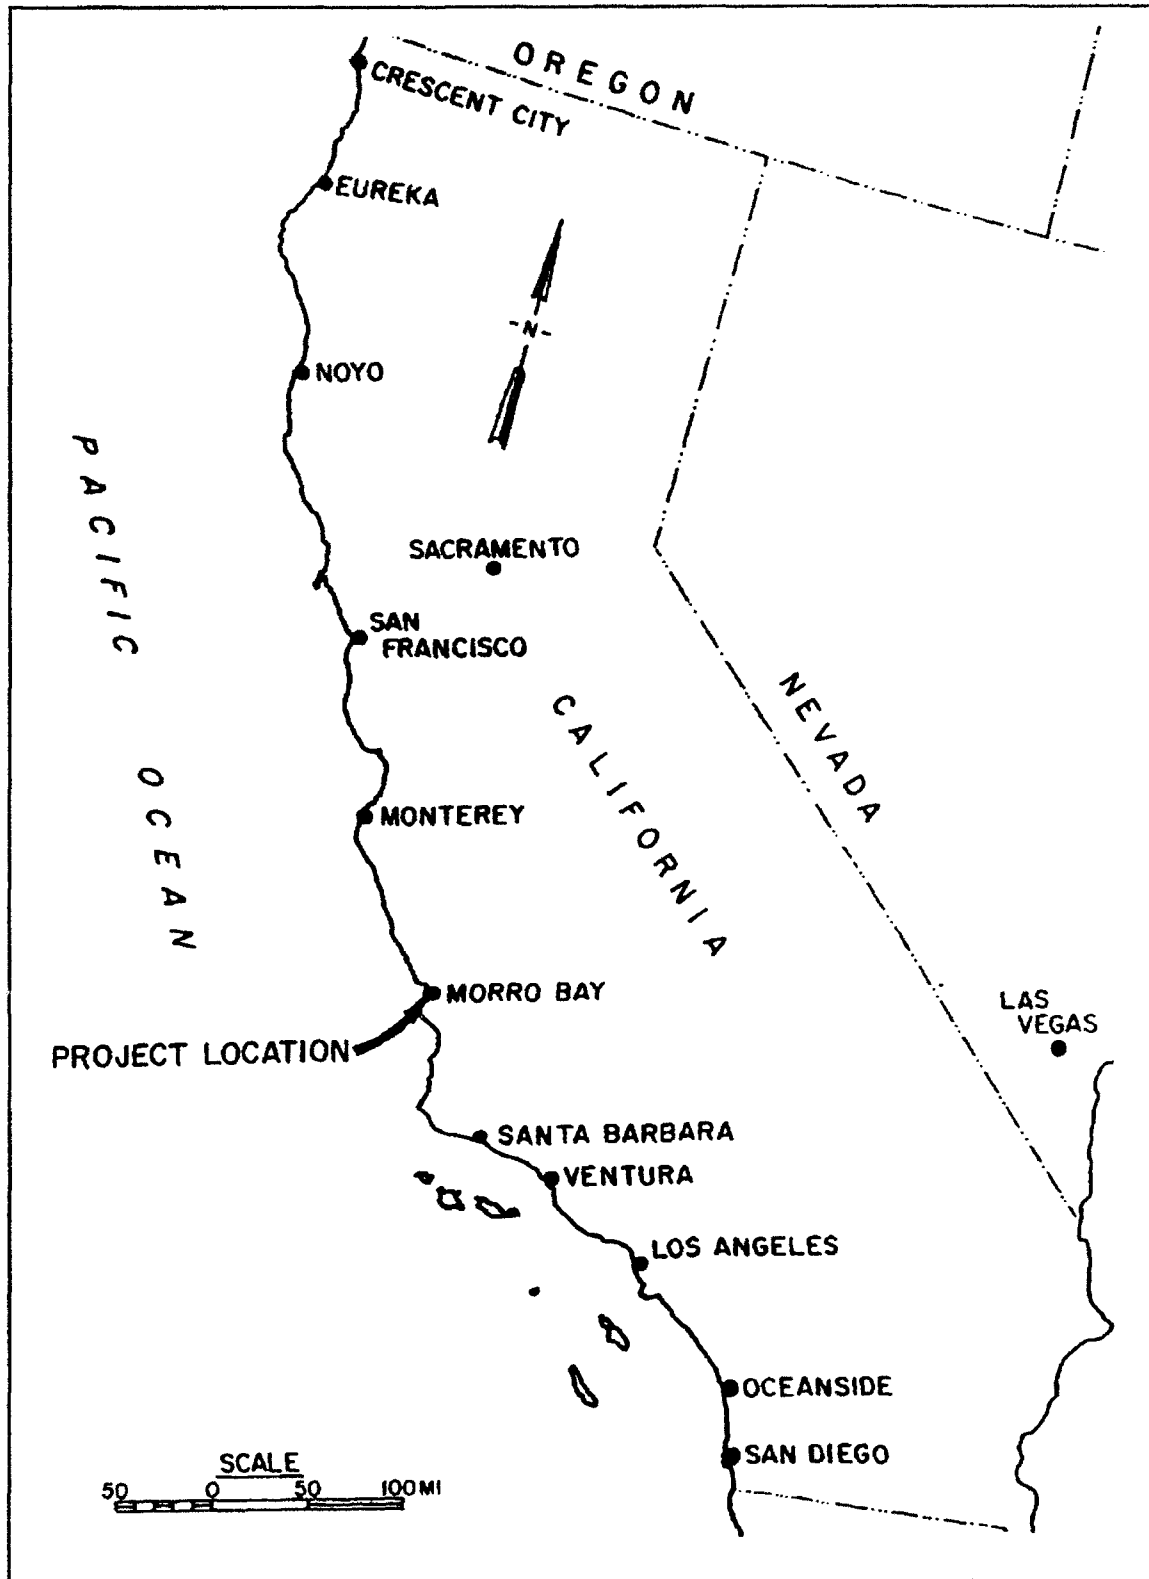 OREGON
CRESCENT CITY
EUREKA
-N-
NOYO
PACIFIC OCEAN
SACRAMENTO
SAN
FRANCISCO
CALIFORNIA
NEVADA
MONTEREY
MORRO BAY
LAS
VEGAS
PROJECT LOCATION
SANTA BARBARA
VENTURA
LOS ANGELES
OCEANSIDE
SAN DIEGO
SCALE
50 0 50 100 MI